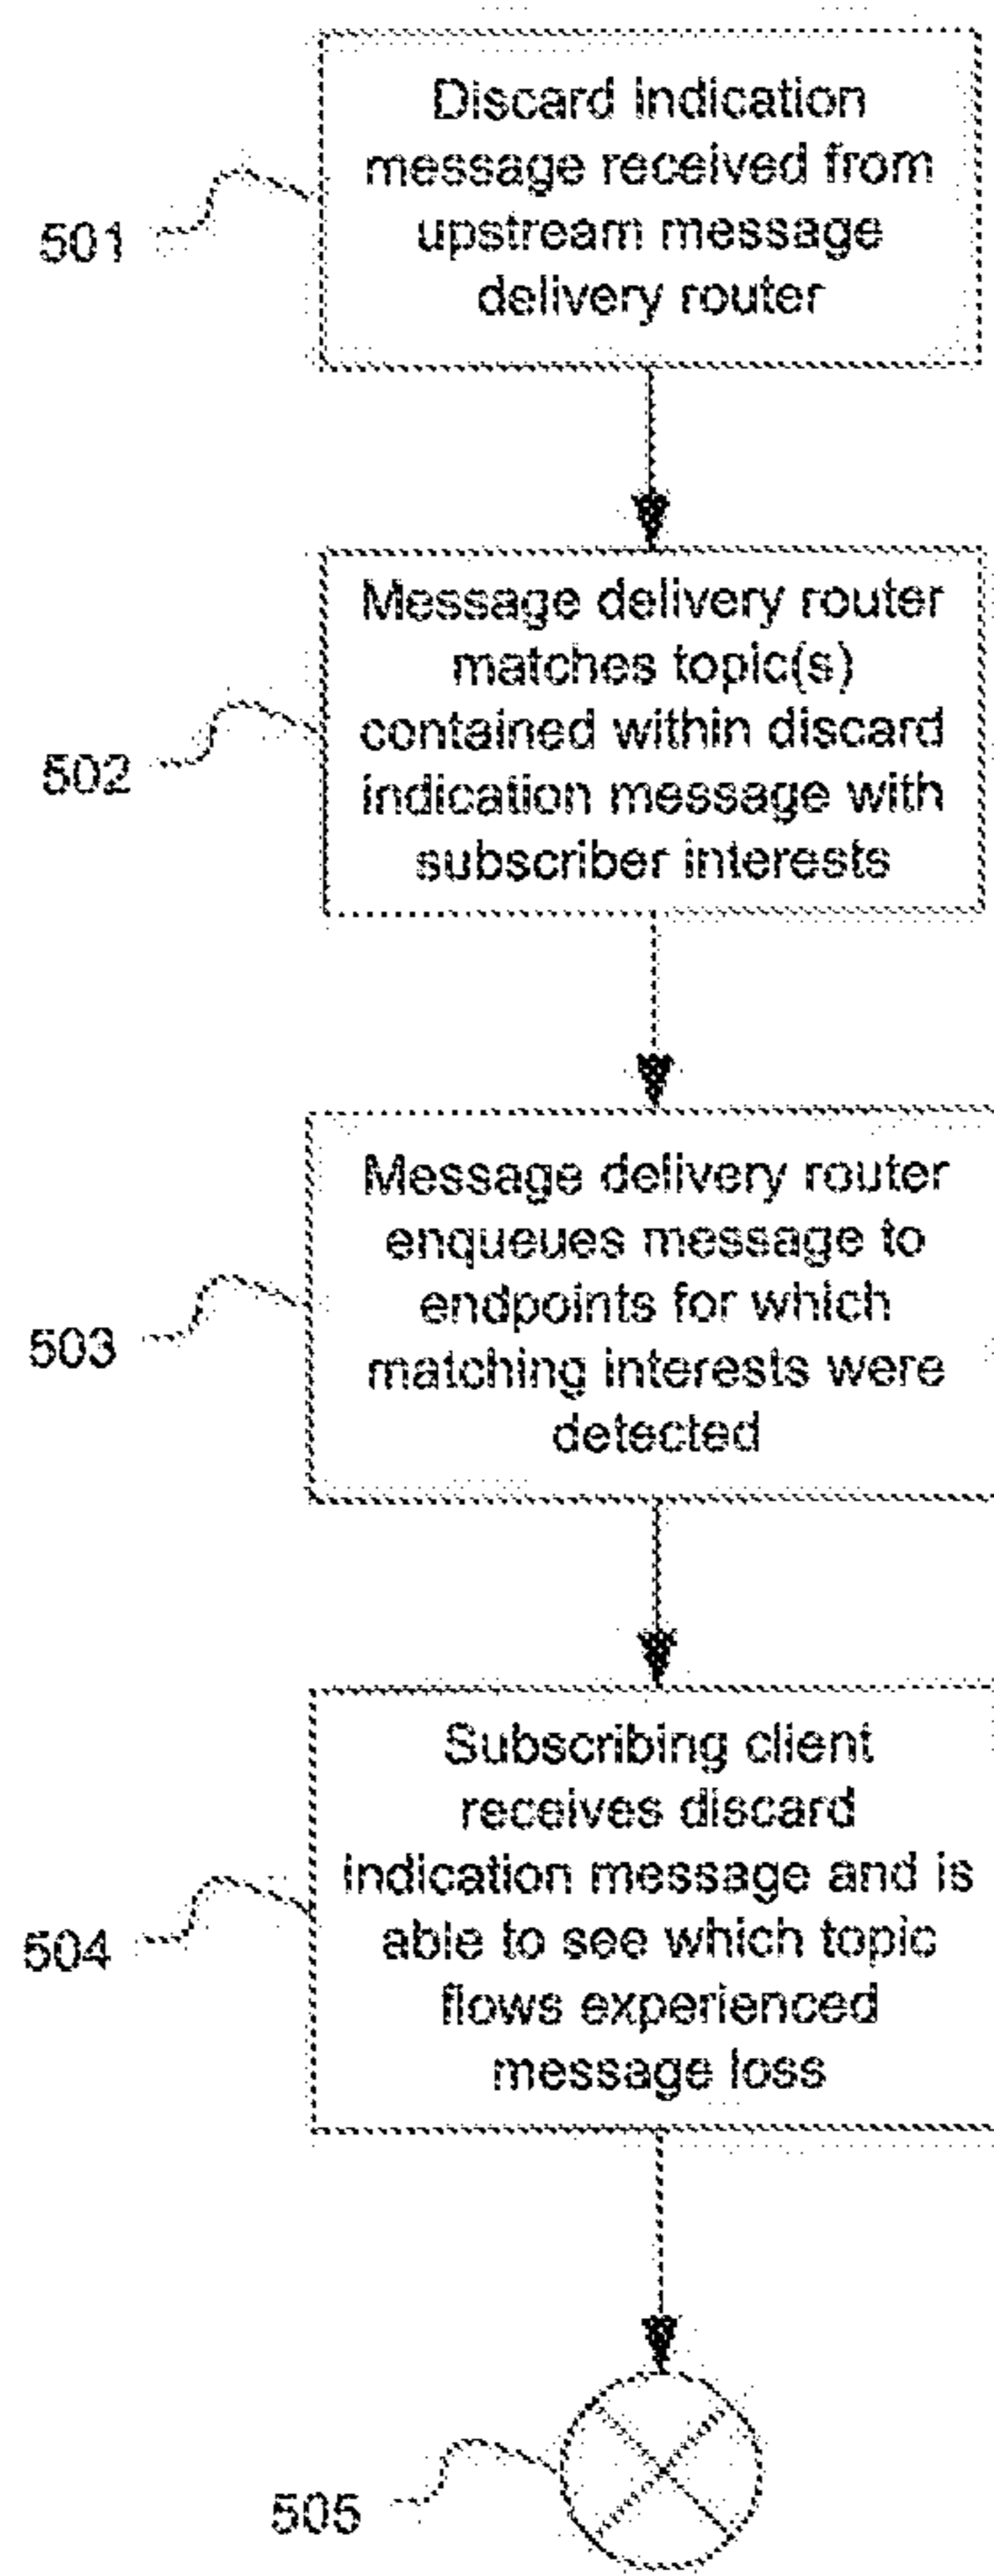 Discard indication
message received from
upstream message
delivery router
501
Message delivery router
matches topic(s)
contained within discard
indication message with
subscriber interests
502
Message delivery router
enqueues message to
endpoints for which
matching interests were
detected
503
Subscribing client
receives discard
indication message and is
able to see which topic
flows experienced
message loss
504
505